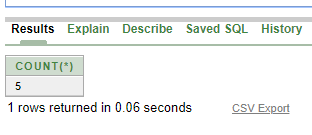 Results Explain Describe Saved SQL History
COUNT(*)
5
1 rows returned in 0.06 seconds CSV Export